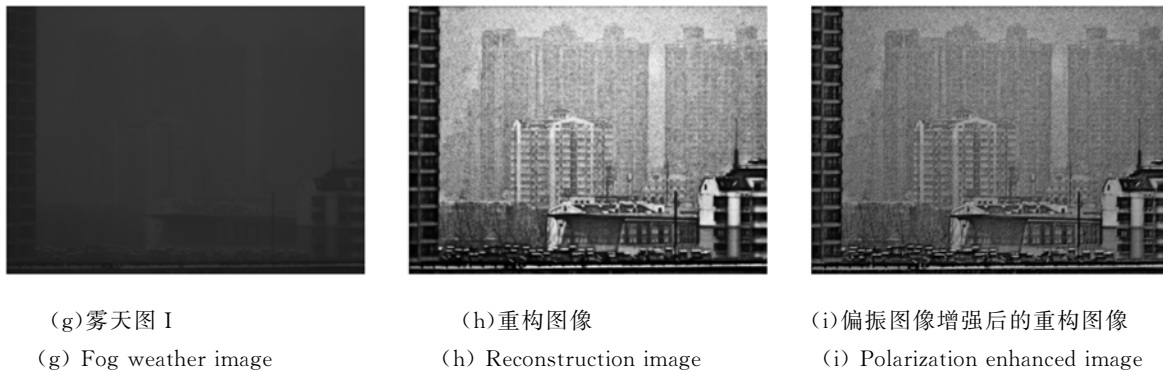 (g)雾天图 I
(h)重构图像
(i)偏振图像增强后的重构图像
(g) Fog weather image
(h) Reconstruction image
(i) Polarization enhanced image